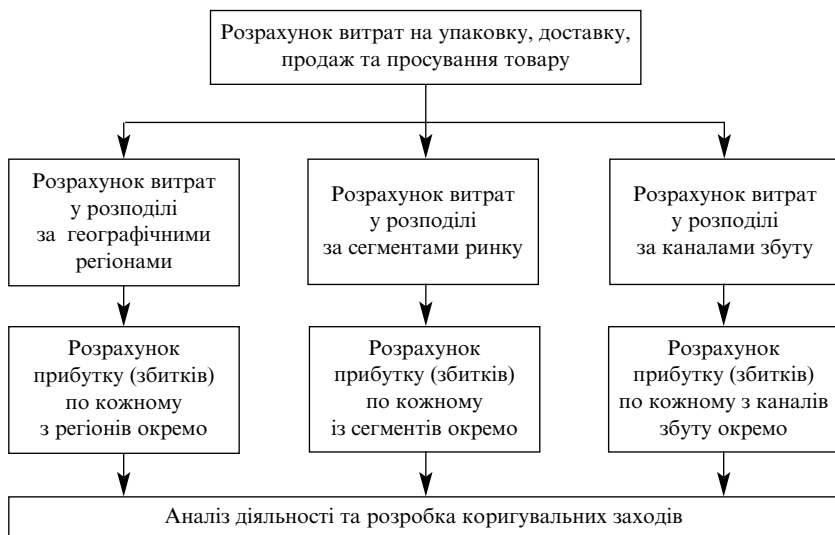 Розрахунок витрат на упаковку, доставку,
продаж та просування товару
Розрахунок витрат
у розподілі
за географічними
регіонами
Розрахунок витрат
у розподілі
за сегментами ринку
Розрахунок витрат
у розподілі
за каналами збуту
Розрахунок
прибутку (збитків)
по кожному
з регіонів окремо
Розрахунок
прибутку (збитків)
по кожному
із сегментів окремо
Розрахунок
прибутку (збитків)
по кожному з каналів
збуту окремо
Аналіз діяльності та розробка коригувальних заходів